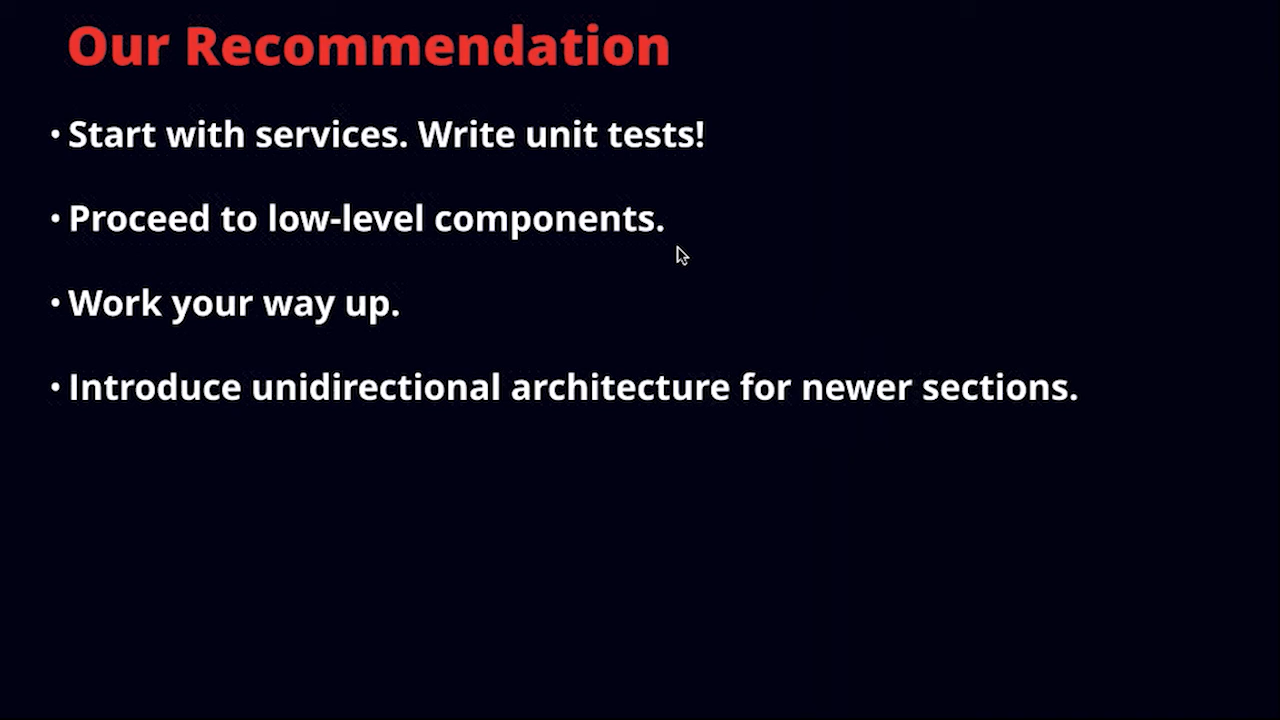 Our Recommendation
• Start with services. Write unit tests!
• Proceed to low-level components.
• Work your way up.
• Introduce unidirectional architecture for newer sections.